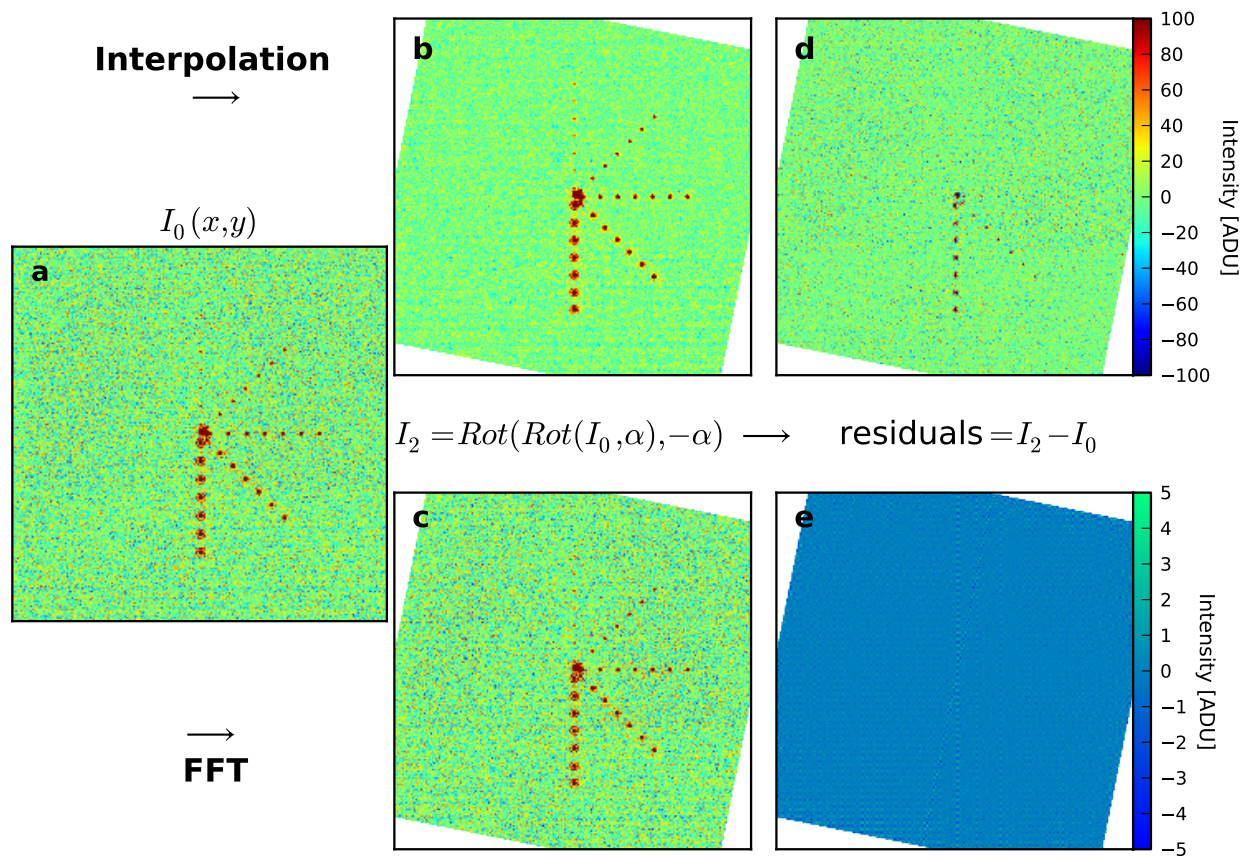 Interpolation
→
b
d
100
80
60
40
20
0
−20
−40
−60
−80
−100
Intensity [ADU]
I₀(x,y)
a
I₂ = Rot(Rot(I₀,α),−α) → residuals = I₂ − I₀
c
e
5
4
3
2
1
0
−1
−2
−3
−4
−5
Intensity [ADU]
→
FFT